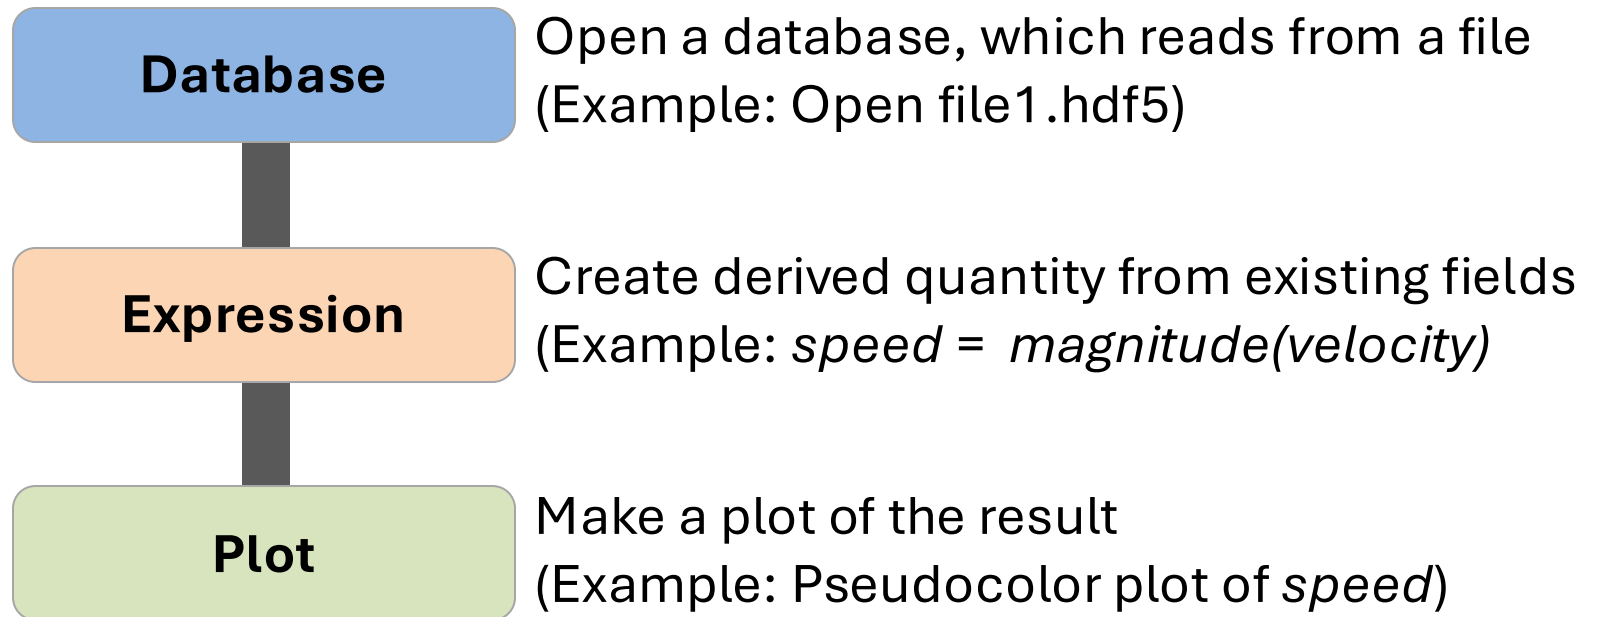 Database
Open a database, which reads from a file
(Example: Open file1.hdf5)
Expression
Create derived quantity from existing fields
(Example: speed = magnitude(velocity)
Plot
Make a plot of the result
(Example: Pseudocolor plot of speed)